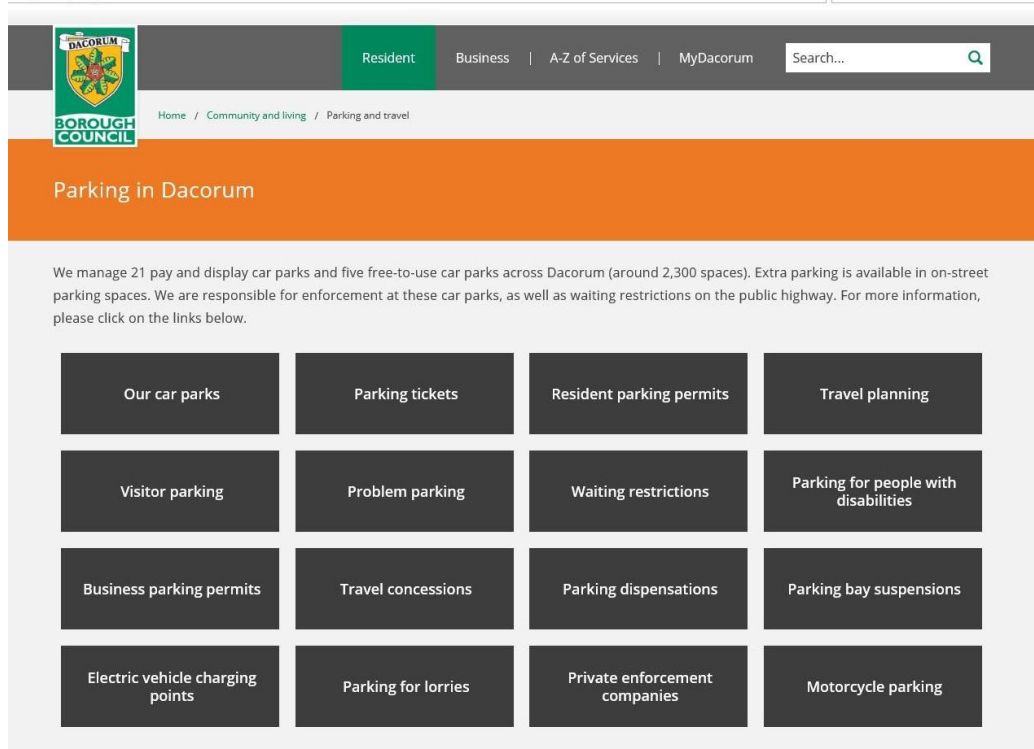 DACORUM
BOROUGH
COUNCIL
Resident Business | A-Z of Services | MyDacorum Search...
Home / Community and living / Parking and travel
Parking in Dacorum
We manage 21 pay and display car parks and five free-to-use car parks across Dacorum (around 2,300 spaces). Extra parking is available in on-street
parking spaces. We are responsible for enforcement at these car parks, as well as waiting restrictions on the public highway. For more information,
please click on the links below.
Our car parks
Parking tickets
Resident parking permits
Travel planning
Visitor parking
Problem parking
Waiting restrictions
Parking for people with
disabilities
Business parking permits
Travel concessions
Parking dispensations
Parking bay suspensions
Electric vehicle charging
points
Parking for lorries
Private enforcement
companies
Motorcycle parking